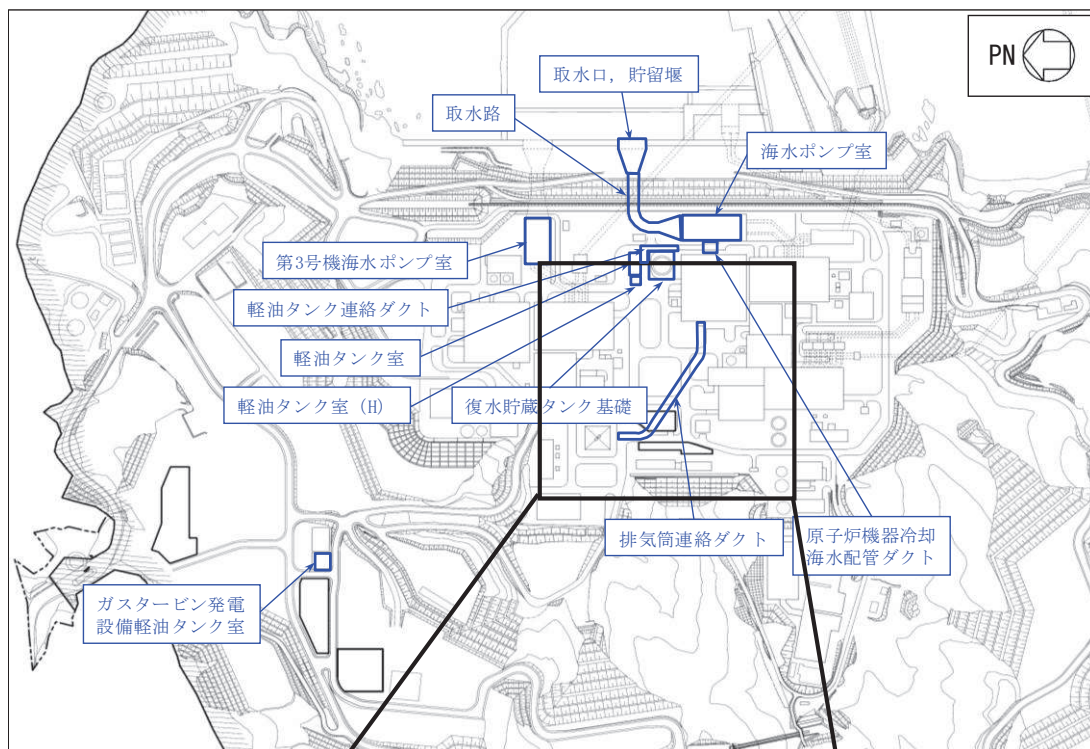 PN
取水口，貯留堰
取水路
海水ポンプ室
第3号機海水ポンプ室
軽油タンク連絡ダクト
軽油タンク室
軽油タンク室 (H)
復水貯蔵タンク基礎
排気筒連絡ダクト
原子炉機器冷却
海水配管ダクト
ガスタービン発電
設備軽油タンク室